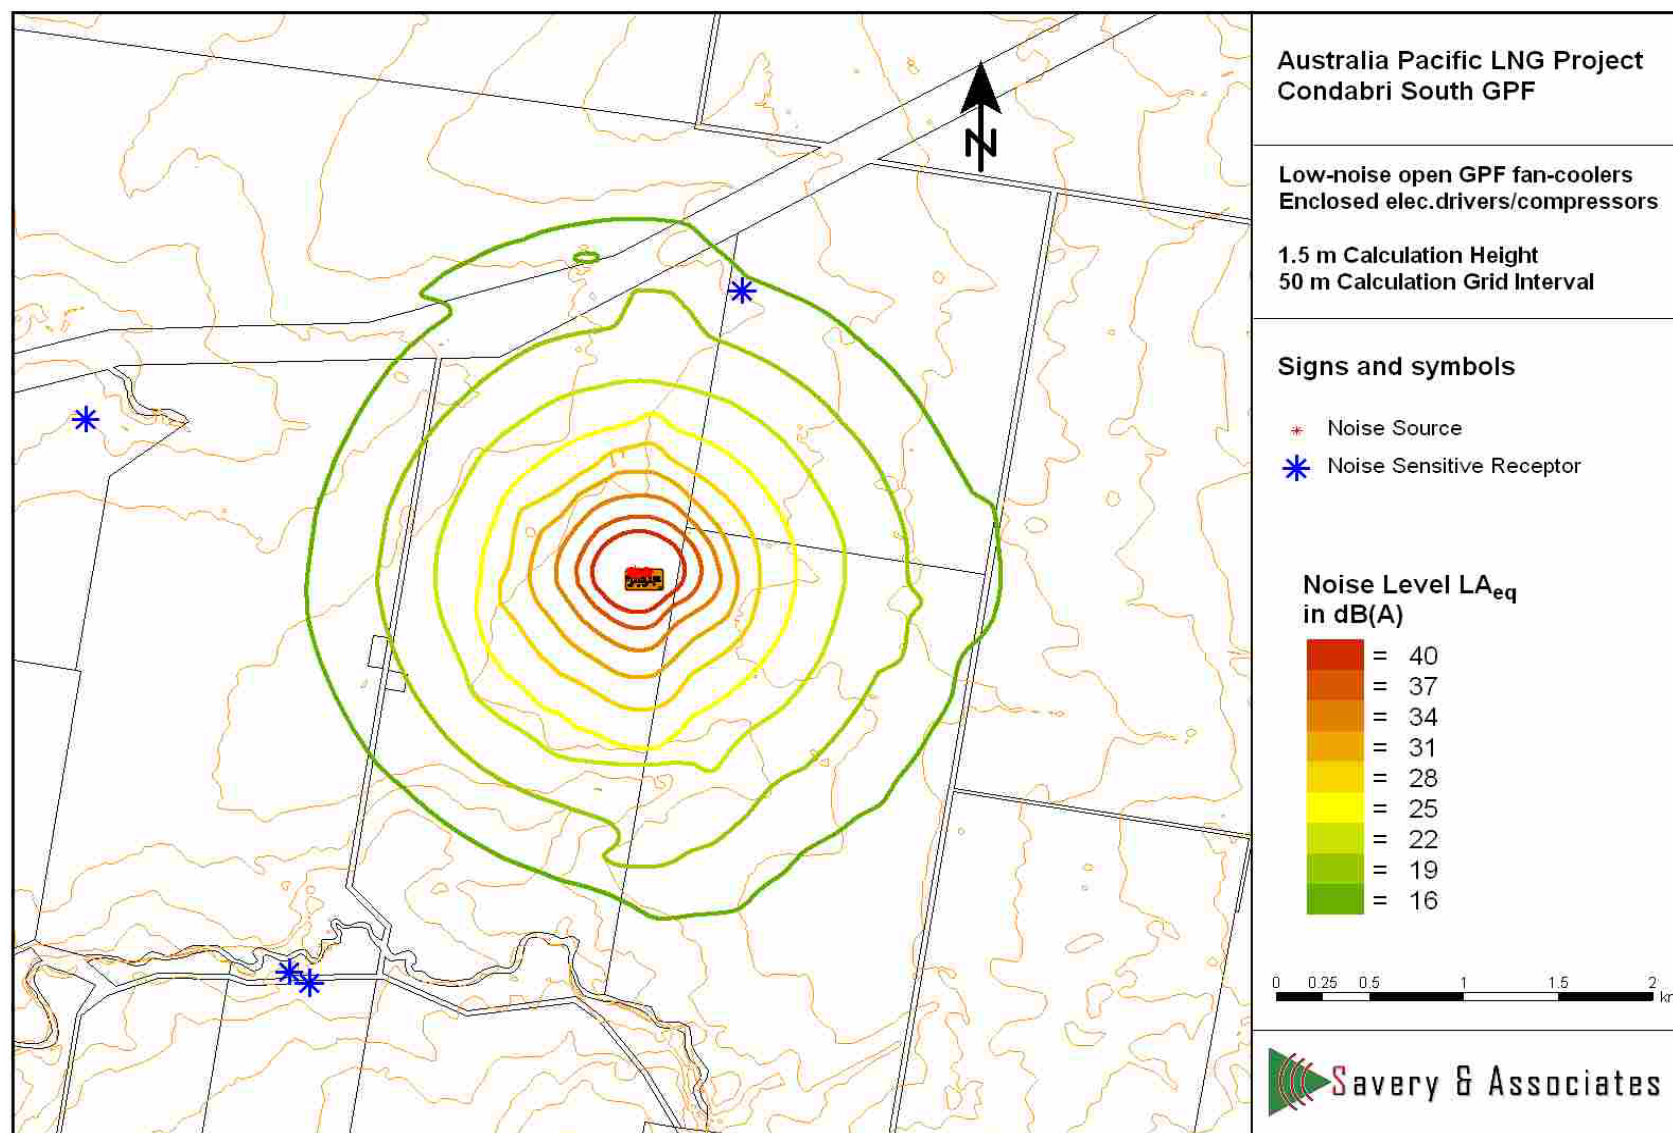 N
Australia Pacific LNG Project
Condabri South GPF
Low-noise open GPF fan-coolers
Enclosed elec.drivers/compressors
1.5 m Calculation Height
50 m Calculation Grid Interval
Signs and symbols
Noise Source
Noise Sensitive Receptor
Noise Level LAeq
in dB(A)
= 40
= 37
= 34
= 31
= 28
= 25
= 22
= 19
= 16
0 0.25 0.5 1 1.5 2
km
Savery & Associates